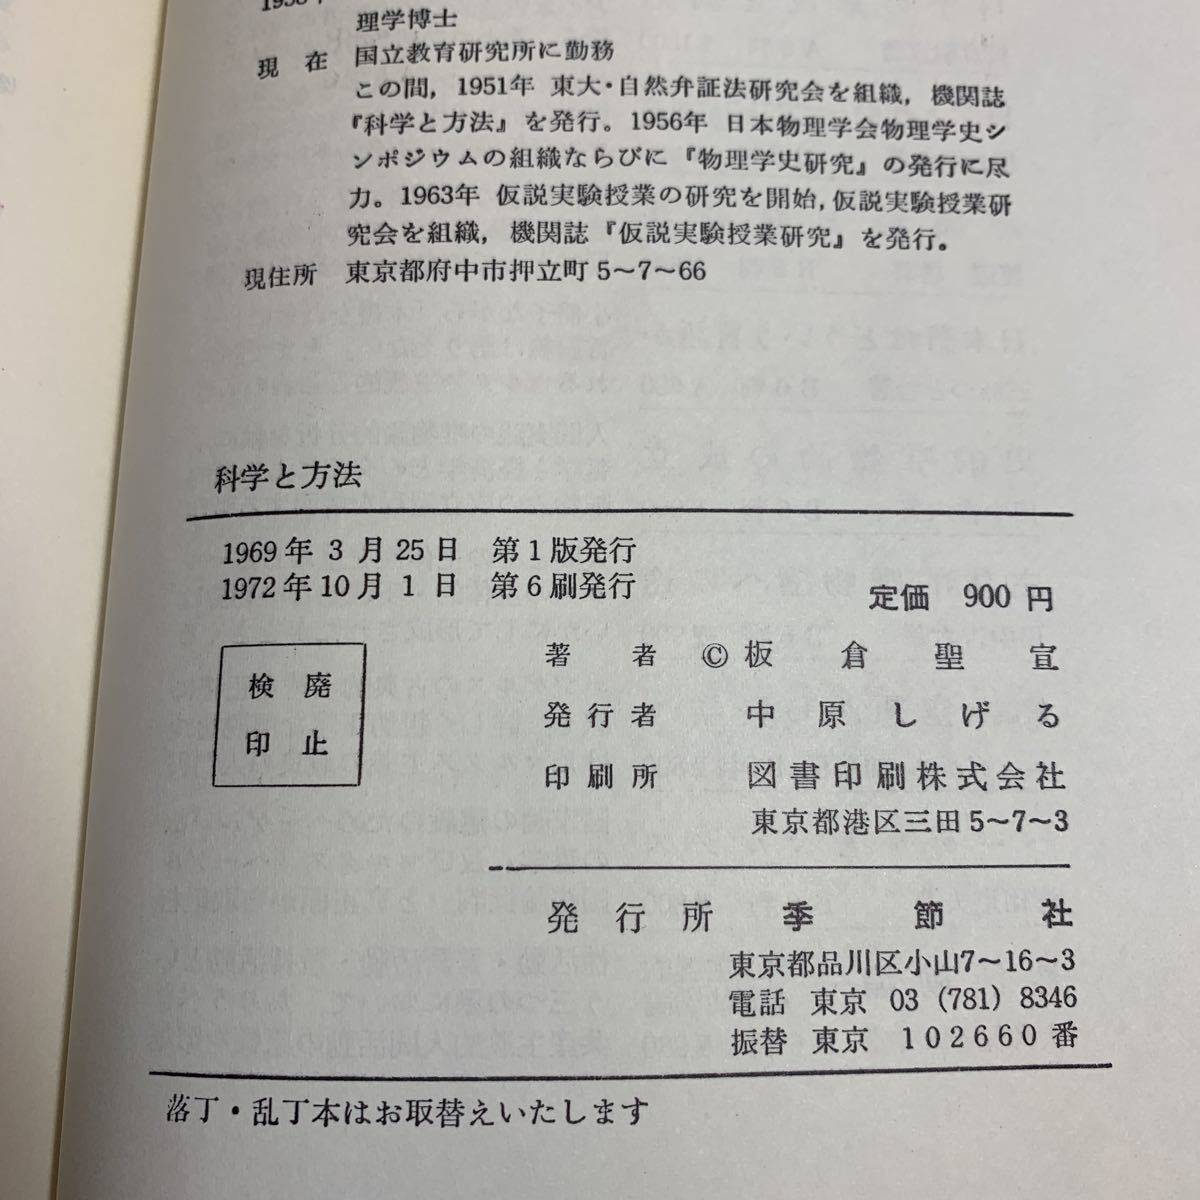 理学博士
現在 国立教育研究所に勤務
この間，1951年 東大・自然弁証法研究会を組織，機関誌
『科学と方法』を発行。1956年 日本物理学会物理学史シ
ンポジウムの組織ならびに『物理学史研究』の発行に尽
力。1963年 仮説実験授業の研究を開始，仮説実験授業研
究会を組織，機関誌『仮説実験授業研究』を発行。
現住所 東京都府中市押立町5～7～66
科学と方法
1969年3月25日 第1版発行
1972年10月1日 第6刷発行
定価 900円
検廃
印止
著者 ©板倉聖宣
発行者 中原しげる
印刷所 図書印刷株式会社
東京都港区三田5～7～3
発行所 季節社
東京都品川区小山7～16～3
電話 東京 03 (781) 8346
振替 東京 102660番
落丁・乱丁本はお取替えいたします